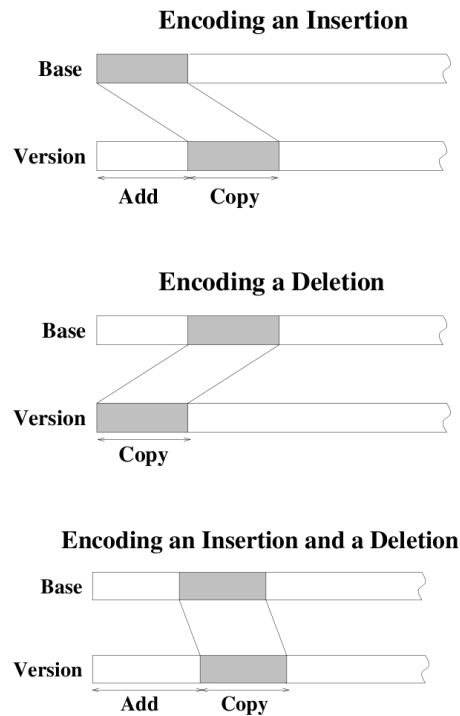 Encoding an Insertion
Base
Version
Add Copy
Encoding a Deletion
Base
Version
Copy
Encoding an Insertion and a Deletion
Base
Version
Add Copy